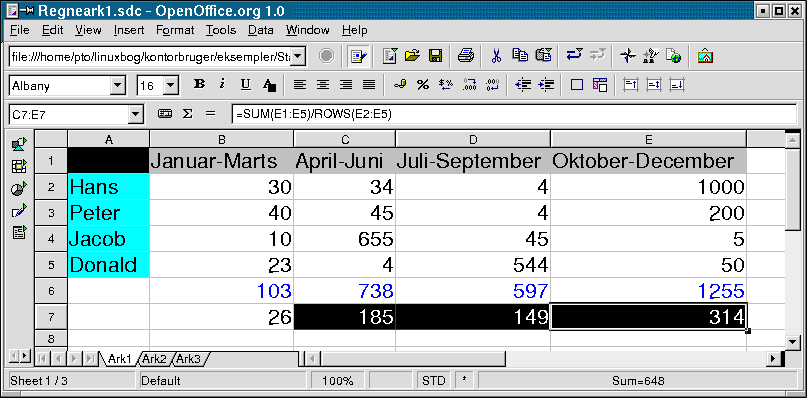 Regneark1.sdc - OpenOffice.org 1.0
File Edit View Insert Format Tools Data Window Help
file:///home/pto/linuxbog/kontorbruger/eksempler/Sta
Albany 16 B i U A % $%
C7:E7 Σ = =SUM(E1:E5)/ROWS(E2:E5)
A B C D E
1 Januar-Marts April-Juni Juli-September Oktober-December
2 Hans 30 34 4 1000
3 Peter 40 45 4 200
4 Jacob 10 655 45 5
5 Donald 23 4 544 50
6 103 738 597 1255
7 26 185 149 314
8
Ark1 Ark2 Ark3
Sheet 1 / 3 Default 100% STD * Sum=648